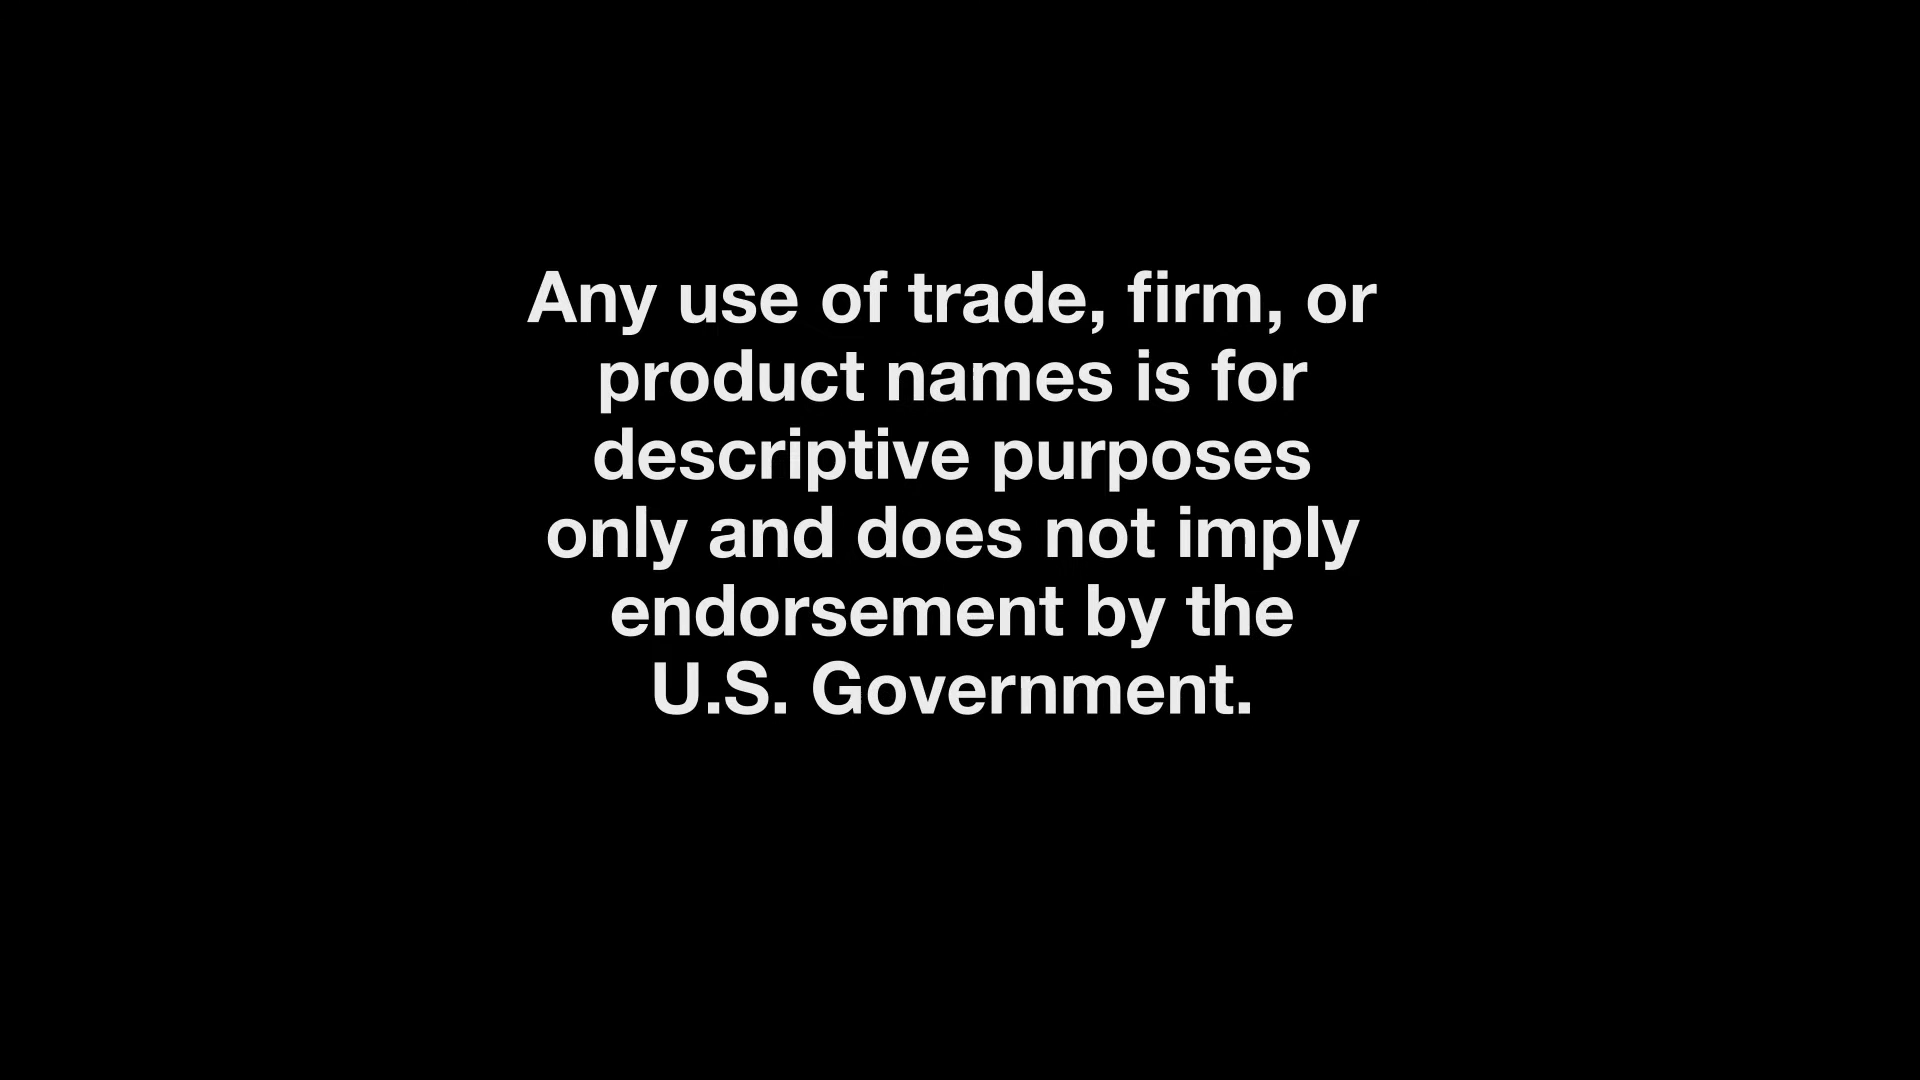 Any use of trade, firm, or
product names is for
descriptive purposes
only and does not imply
endorsement by the
U.S. Government.